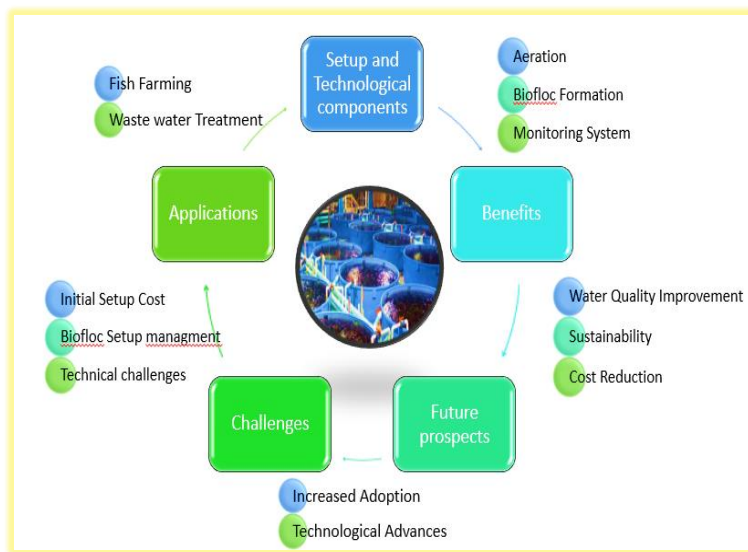 Setup and
Technological
components
Aeration
Biofloc Formation
Monitoring System
Benefits
Water Quality Improvement
Sustainability
Cost Reduction
Future
prospects
Increased Adoption
Technological Advances
Challenges
Initial Setup Cost
Biofloc Setup managment
Technical challenges
Applications
Fish Farming
Waste water Treatment